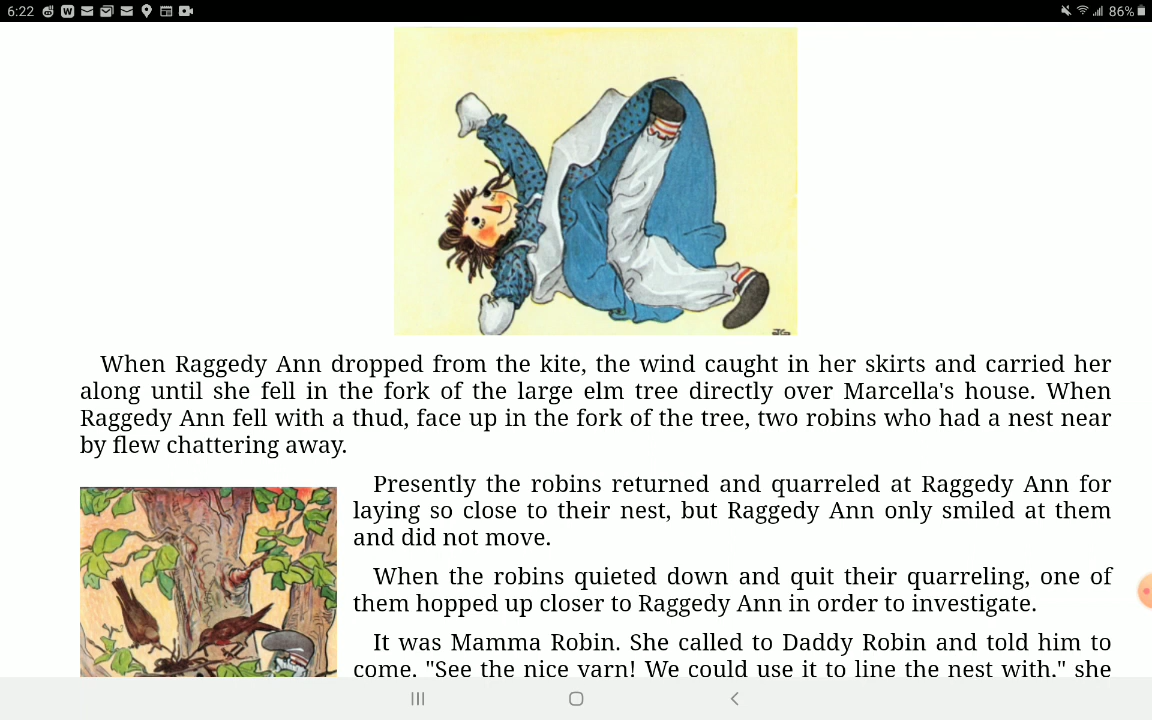 6:22
W
86%
When Raggedy Ann dropped from the kite, the wind caught in her skirts and carried her
along until she fell in the fork of the large elm tree directly over Marcella's house. When
Raggedy Ann fell with a thud, face up in the fork of the tree, two robins who had a nest near
by flew chattering away.
Presently the robins returned and quarreled at Raggedy Ann for
laying so close to their nest, but Raggedy Ann only smiled at them
and did not move.
When the robins quieted down and quit their quarreling, one of
them hopped up closer to Raggedy Ann in order to investigate.
It was Mamma Robin. She called to Daddy Robin and told him to
come. "See the nice yarn! We could use it to line the nest with," she